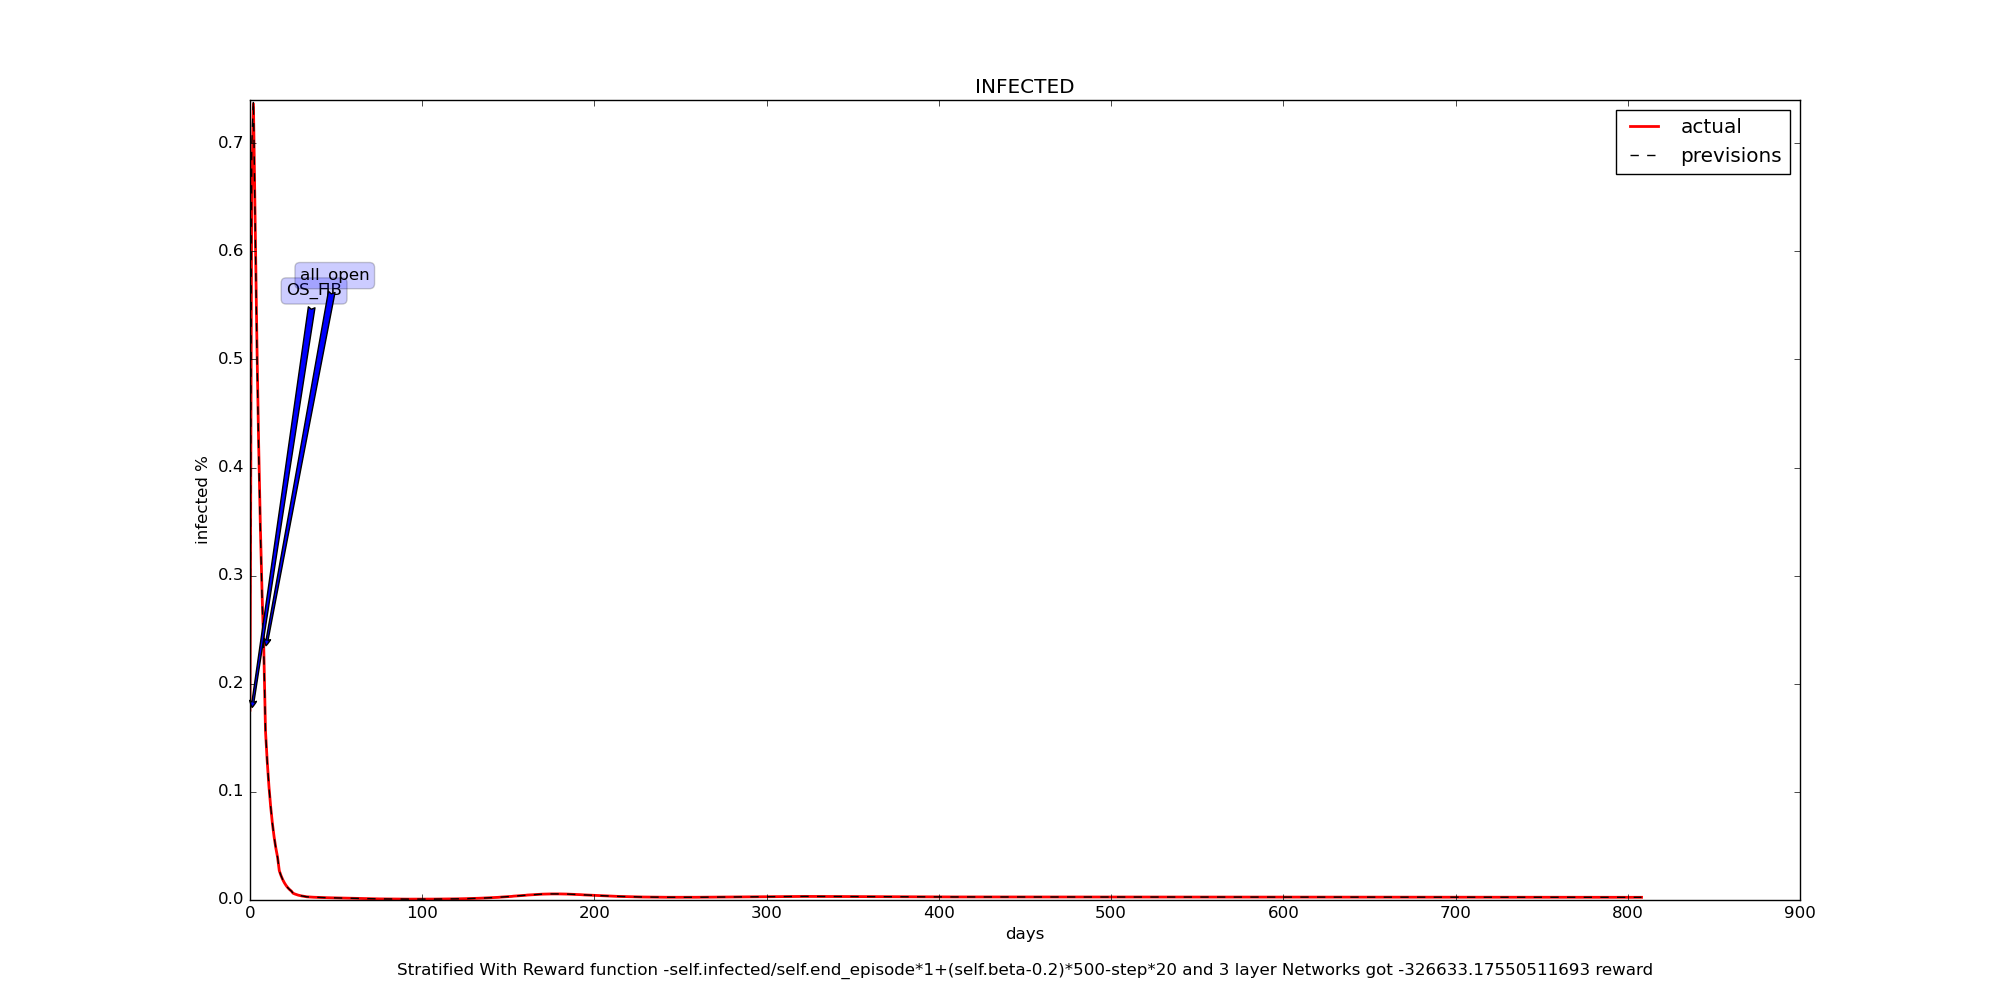 INFECTED
actual
previsions
0.7
0.6
0.5
0.4
0.3
0.2
0.1
0.0
infected %
all_open
0 100 200 300 400 500 600 700 800 900
days
Stratified With Reward function -self.infected/self.end_episode*1+(self.beta-0.2)*500-step*20 and 3 layer Networks got -326633.17550511693 reward